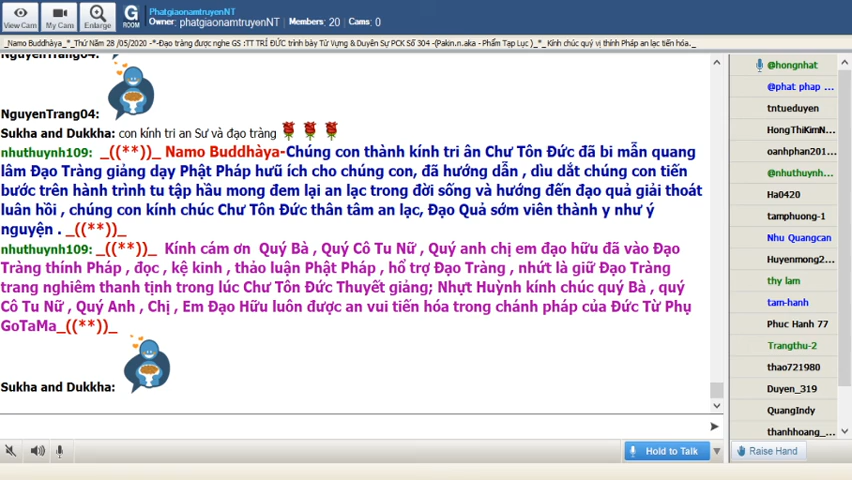 PhatgiaonamtruyenNT
Owner: phatgiaonamtruyenNT Members: 20 Cams: 0
View Cam
My Cam
Enlarge
G ROOM
_Namo Buddhàya_*_Thứ Năm 28 /05/2020 -*-Đạo tràng được nghe GS :TT TRÍ ĐỨC trình bày Từ Vựng & Duyên Sự PCK Số 304 -(Pakin.n.aka - Phẩm Tạp Lục )_*_ Kính chúc quý vị thính Pháp an lạc tiến hóa._
NguyenTrang04:
NguyenTrang04:
Sukha and Dukkha: con kính tri an Sư và đạo tràng
nhuthuynh109: _((**))_ Namo Buddhàya-Chúng con thành kính tri ân Chư Tôn Đức đã bi mẫn quang
lâm Đạo Tràng giảng dạy Phật Pháp hưũ ích cho chúng con, đã hướng dẫn , dìu dắt chúng con tiến
bước trên hành trình tu tập hầu mong đem lại an lạc trong đời sống và hướng đến đạo quả giải thoát
luân hồi , chúng con kính chúc Chư Tôn Đức thân tâm an lạc, Đạo Quả sớm viên thành y như ý
nguyện . _((**))_
nhuthuynh109: _((**))_ Kính cám ơn Quý Bà , Quý Cô Tu Nữ , Quý anh chị em đạo hữu đã vào Đạo
Tràng thính Pháp , đọc , kệ kinh , thảo luận Phật Pháp , hổ trợ Đạo Tràng , nhứt là giữ Đạo Tràng
trang nghiêm thanh tịnh trong lúc Chư Tôn Đức Thuyết giảng; Nhựt Huỳnh kính chúc quý Bà , quý
Cô Tu Nữ , Quý Anh , Chị , Em Đạo Hữu luôn được an vui tiến hóa trong chánh pháp của Đức Từ Phụ
GoTaMa_((**))_
Sukha and Dukkha:
@hongnhat
@phat phap ...
tntueduyen
HongThiKimN...
oanhphan201...
@nhuthuynh...
Ha0420
tamphuong-1
Nhu Quangcan
Huyenmong2...
thy lam
tam-hanh
Phuc Hanh 77
Trangthu-2
thao721980
Duyen_319
QuangIndy
thanhhoang_...
Hold to Talk
Raise Hand